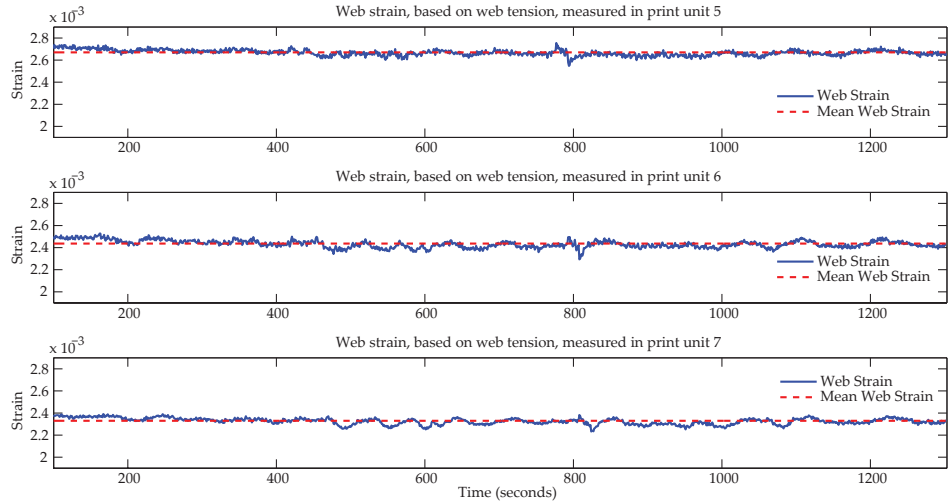 Web strain, based on web tension, measured in print unit 5
x 10⁻³
2.8
2.6
2.4
2.2
2
Strain
Web Strain
Mean Web Strain
200 400 600 800 1000 1200
Web strain, based on web tension, measured in print unit 6
x 10⁻³
2.8
2.6
2.4
2.2
2
Strain
Web Strain
Mean Web Strain
200 400 600 800 1000 1200
Web strain, based on web tension, measured in print unit 7
x 10⁻³
2.8
2.6
2.4
2.2
2
Strain
Web Strain
Mean Web Strain
200 400 600 800 1000 1200
Time (seconds)